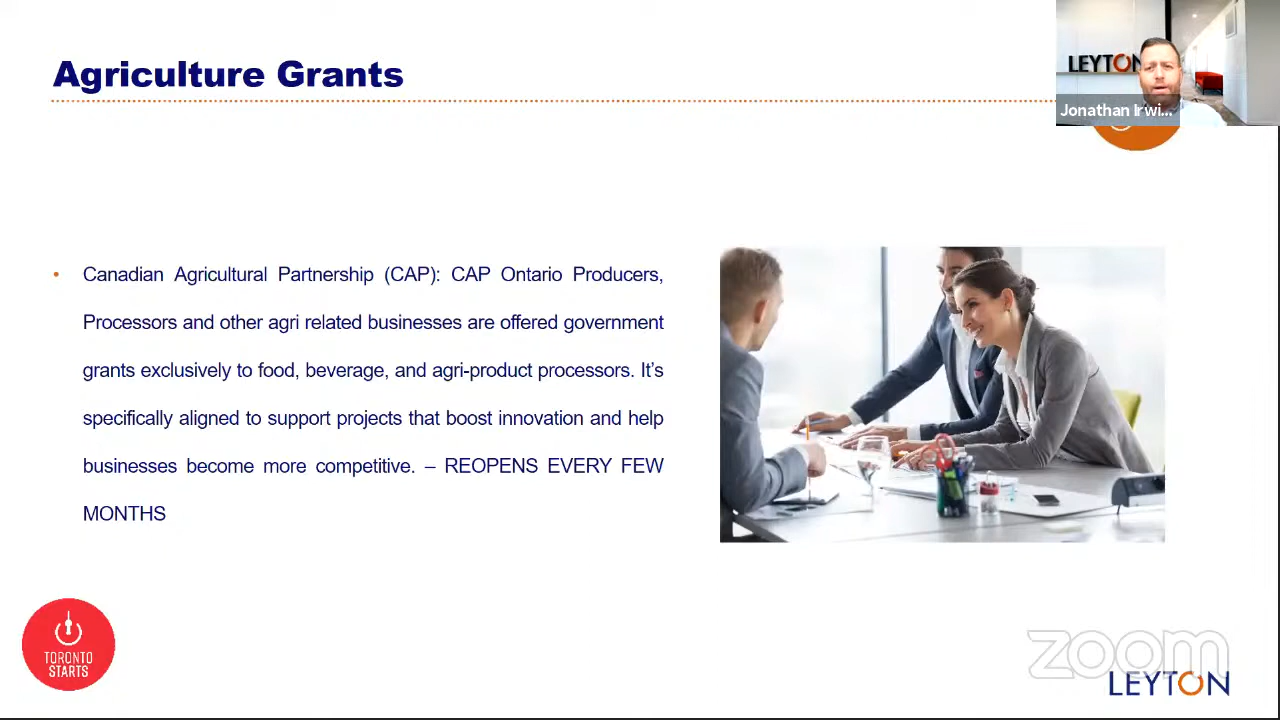 Agriculture Grants
LEYTON
Jonathan Irwi...
• Canadian Agricultural Partnership (CAP): CAP Ontario Producers,
Processors and other agri related businesses are offered government
grants exclusively to food, beverage, and agri-product processors. It’s
specifically aligned to support projects that boost innovation and help
businesses become more competitive. – REOPENS EVERY FEW
MONTHS
TORONTO
STARTS
zoom
LEYTON